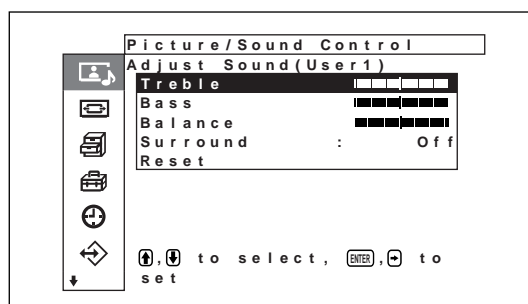 Picture/Sound Control
Adjust Sound(User1)
Treble
Bass
Balance
Surround : Off
Reset
, to select, ENTER , to
set